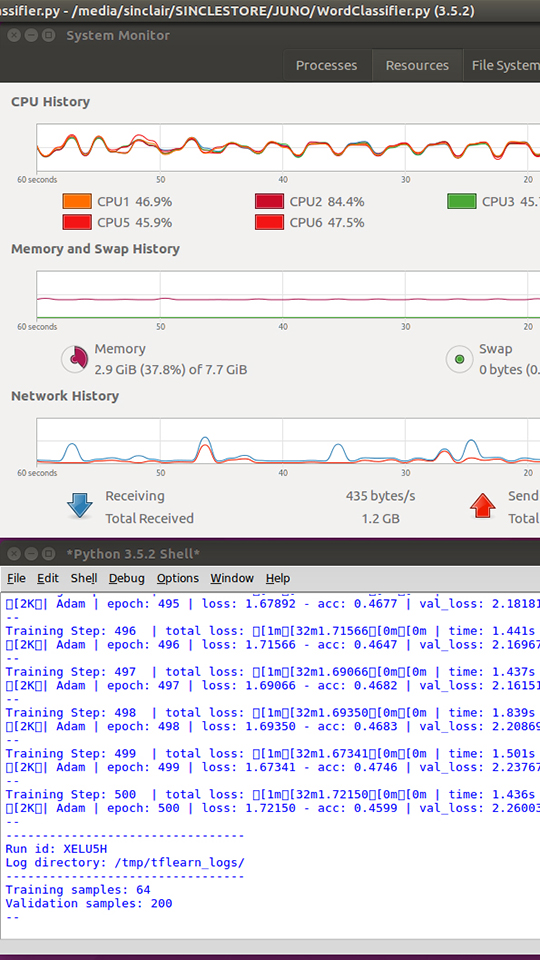 assifier.py - /media/sinclair/SINCLESTORE/JUNO/WordClassifier.py (3.5.2)
System Monitor
Processes Resources File System
CPU History
60 seconds 50 40 30 20
CPU1 46.9% CPU2 84.4% CPU3 45.
CPU5 45.9% CPU6 47.5%
Memory and Swap History
60 seconds 50 40 30 20
Memory Swap
2.9 GiB (37.8%) of 7.7 GiB 0 bytes (0.
Network History
60 seconds 50 40 30 20
Receiving 435 bytes/s Send
Total Received 1.2 GB Total
*Python 3.5.2 Shell*
File Edit Shell Debug Options Window Help
[2K| Adam | epoch: 495 | loss: 1.67892 - acc: 0.4677 | val_loss: 2.18181
--
Training Step: 496 | total loss: [1m[32m1.71566[0m[0m | time: 1.441s
[2K| Adam | epoch: 496 | loss: 1.71566 - acc: 0.4647 | val_loss: 2.16967
--
Training Step: 497 | total loss: [1m[32m1.69066[0m[0m | time: 1.437s
[2K| Adam | epoch: 497 | loss: 1.69066 - acc: 0.4682 | val_loss: 2.16151
--
Training Step: 498 | total loss: [1m[32m1.69350[0m[0m | time: 1.839s
[2K| Adam | epoch: 498 | loss: 1.69350 - acc: 0.4683 | val_loss: 2.20869
--
Training Step: 499 | total loss: [1m[32m1.67341[0m[0m | time: 1.501s
[2K| Adam | epoch: 499 | loss: 1.67341 - acc: 0.4746 | val_loss: 2.23767
--
Training Step: 500 | total loss: [1m[32m1.72150[0m[0m | time: 1.436s
[2K| Adam | epoch: 500 | loss: 1.72150 - acc: 0.4599 | val_loss: 2.26003
--
---------------------------------
Run id: XELU5H
Log directory: /tmp/tflearn_logs/
---------------------------------
Training samples: 64
Validation samples: 200
--